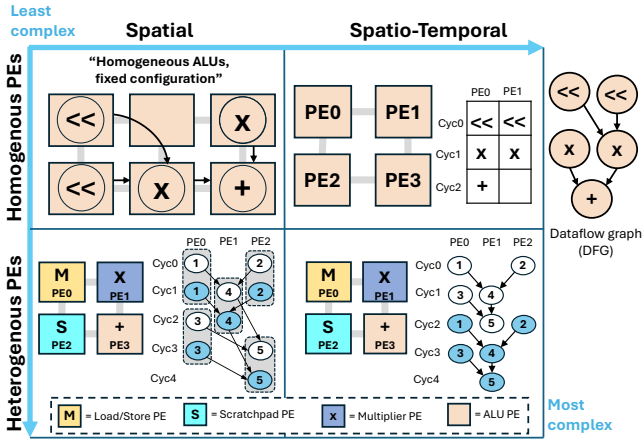 Least
complex
Spatial
Spatio-Temporal
Homogenous PEs
“Homogeneous ALUs,
fixed configuration”
<<
X
<<
X
+
PE0
PE1
PE2
PE3
PE0 PE1
Cyc0 << <<
Cyc1 X X
Cyc2 +
<< <<
X X
+
Dataflow graph
(DFG)
Heterogenous PEs
M
PE0
X
PE1
S
PE2
+
PE3
PE0 PE1 PE2
Cyc0 1 2
Cyc1 1 4 2
Cyc2 3 4
Cyc3 3 5
Cyc4 5
M
PE0
X
PE1
S
PE2
+
PE3
PE0 PE1 PE2
Cyc0 1 2
Cyc1 3 4
Cyc2 1 5 2
Cyc3 3 4
Cyc4 5
M = Load/Store PE
S = Scratchpad PE
X = Multiplier PE
= ALU PE
Most
complex